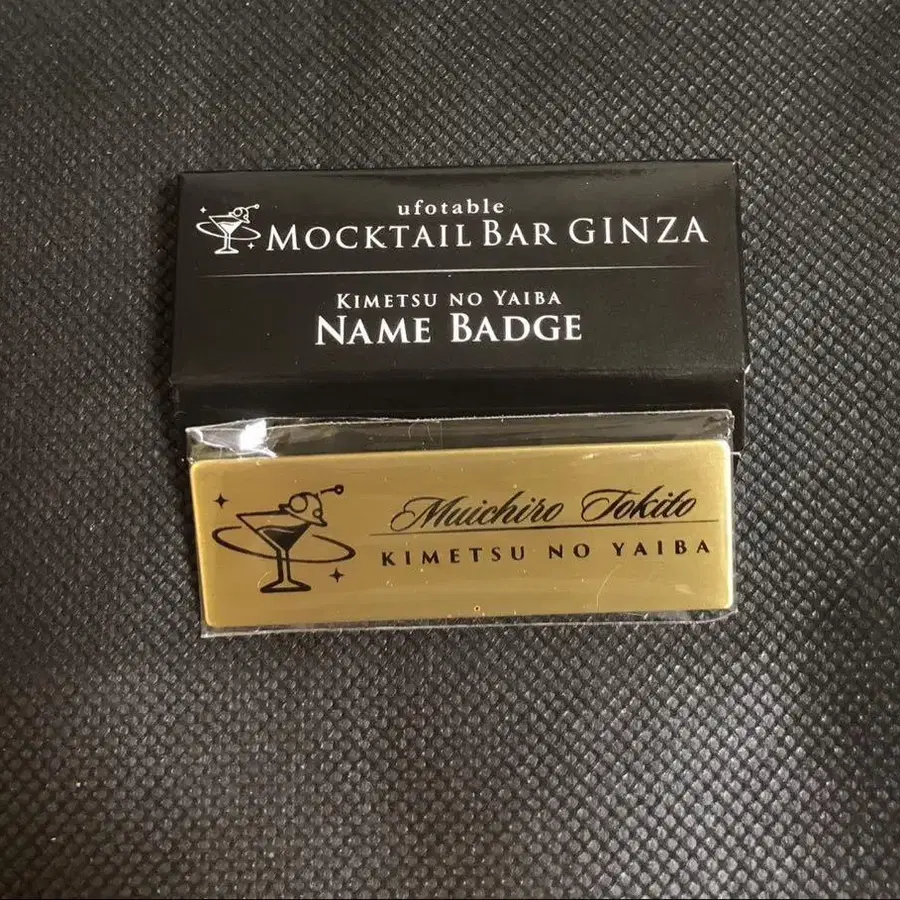 ufotable
MOCKTAIL BAR GINZA
KIMETSU NO YAIBA
NAME BADGE
Muichiro Tokito
KIMETSU NO YAIBA